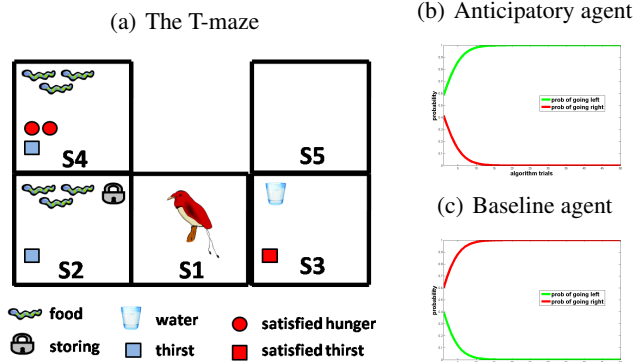 (a) The T-maze
S4
S5
S2
S1
S3
food
water
satisfied hunger
storing
thirst
satisfied thirst
(b) Anticipatory agent
probability
prob of going left
prob of going right
algorithm trials
(c) Baseline agent
probability
prob of going left
prob of going right